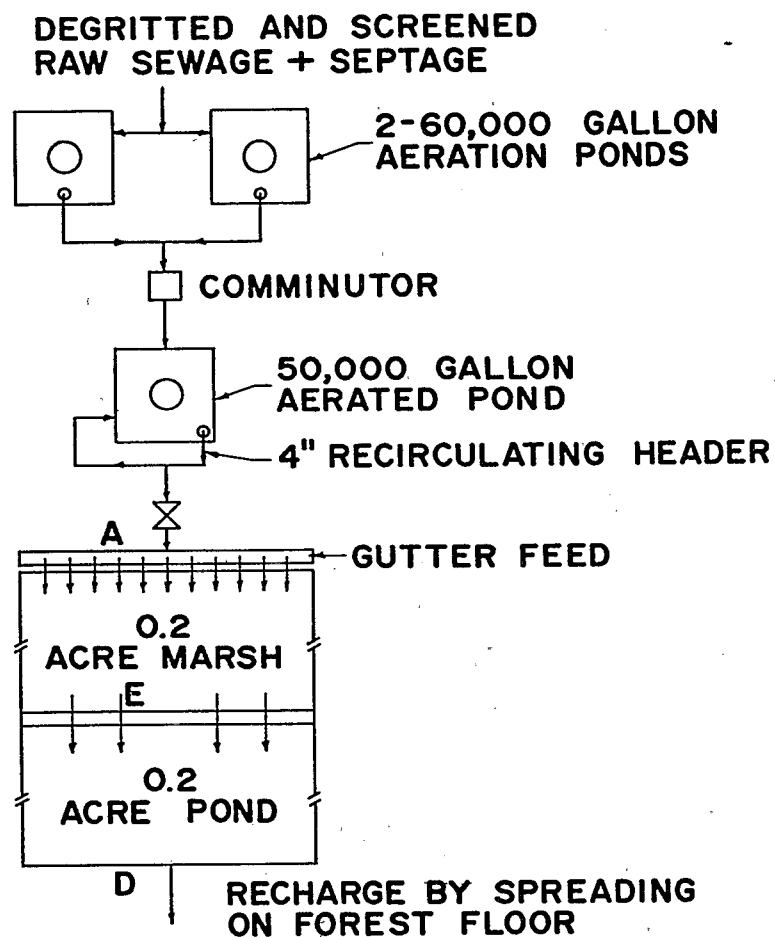 DEGRITTED AND SCREENED
RAW SEWAGE + SEPTAGE
2-60,000 GALLON
AERATION PONDS
COMMINUTOR
50,000 GALLON
AERATED POND
4" RECIRCULATING HEADER
A
GUTTER FEED
0.2
ACRE MARSH
E
0.2
ACRE POND
D
RECHARGE BY SPREADING
ON FOREST FLOOR